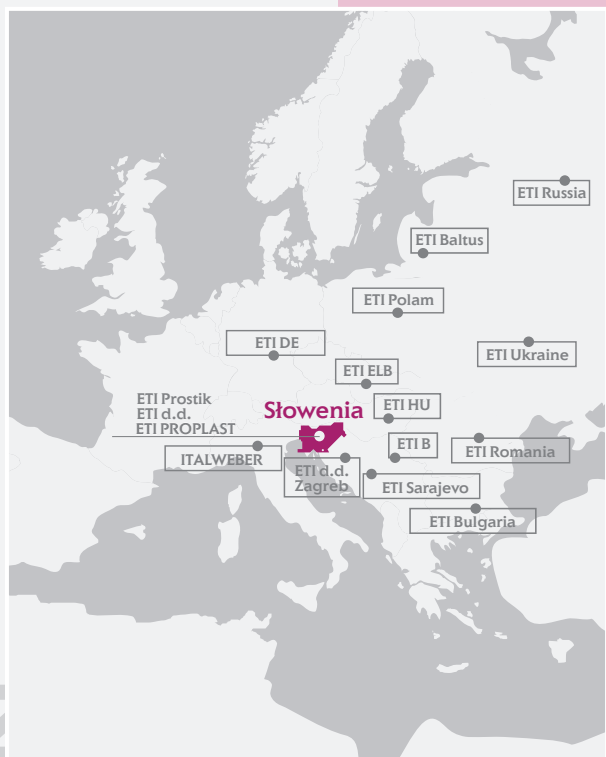 ETI Russia
ETI Baltus
ETI Polam
ETI Ukraine
ETI DE
ETI ELB
ETI Prostik
ETI d.d.
ETI PROPLAST
Słowenia
ETI HU
ITALWEBER
ETI d.d.
Zagreb
ETI B
ETI Romania
ETI Sarajevo
ETI Bulgaria